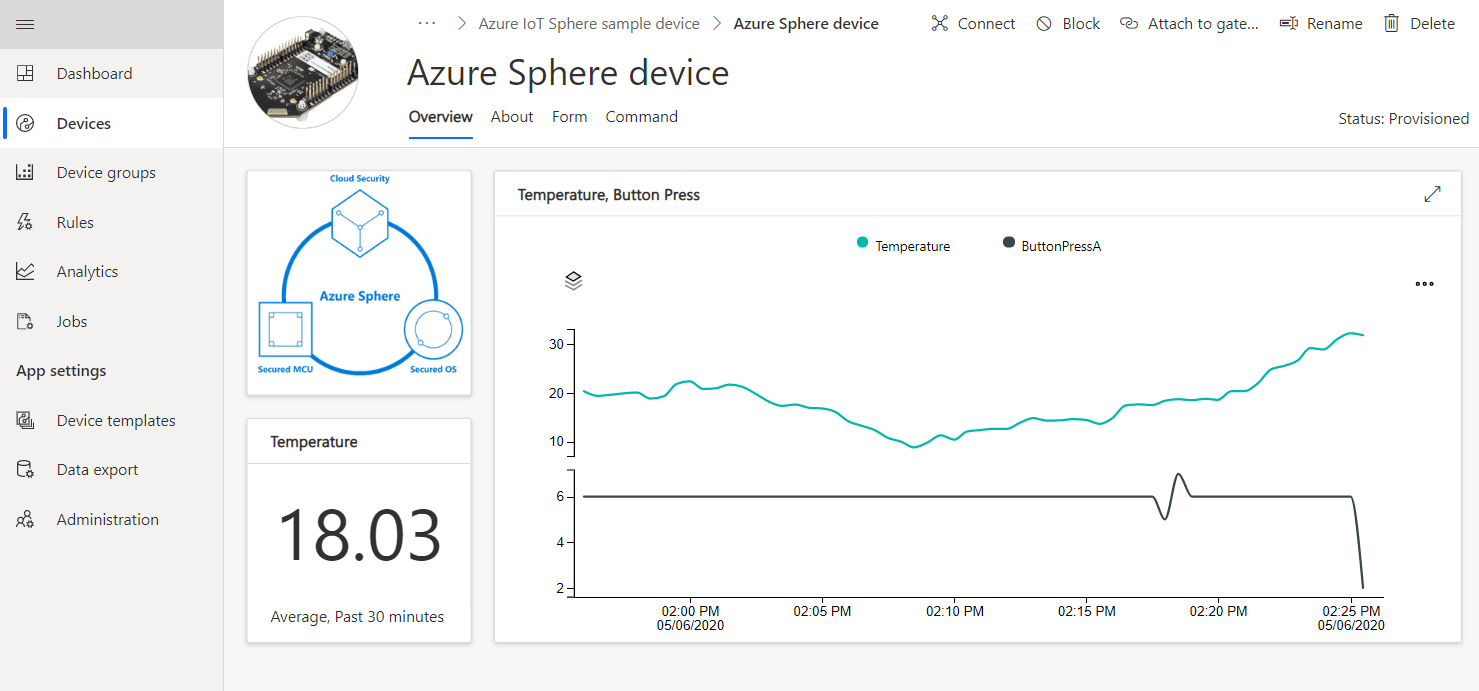 Dashboard
Devices
Device groups
Rules
Analytics
Jobs
App settings
Device templates
Data export
Administration
··· > Azure IoT Sphere sample device > Azure Sphere device
Connect Block Attach to gate... Rename Delete
Azure Sphere device
Overview About Form Command
Status: Provisioned
Cloud Security
Azure Sphere
Secured MCU Secured OS
Temperature
18.03
Average, Past 30 minutes
Temperature, Button Press
Temperature ButtonPressA
30
20
10
6
4
2
02:00 PM 02:05 PM 02:10 PM 02:15 PM 02:20 PM 02:25 PM
05/06/2020 05/06/2020